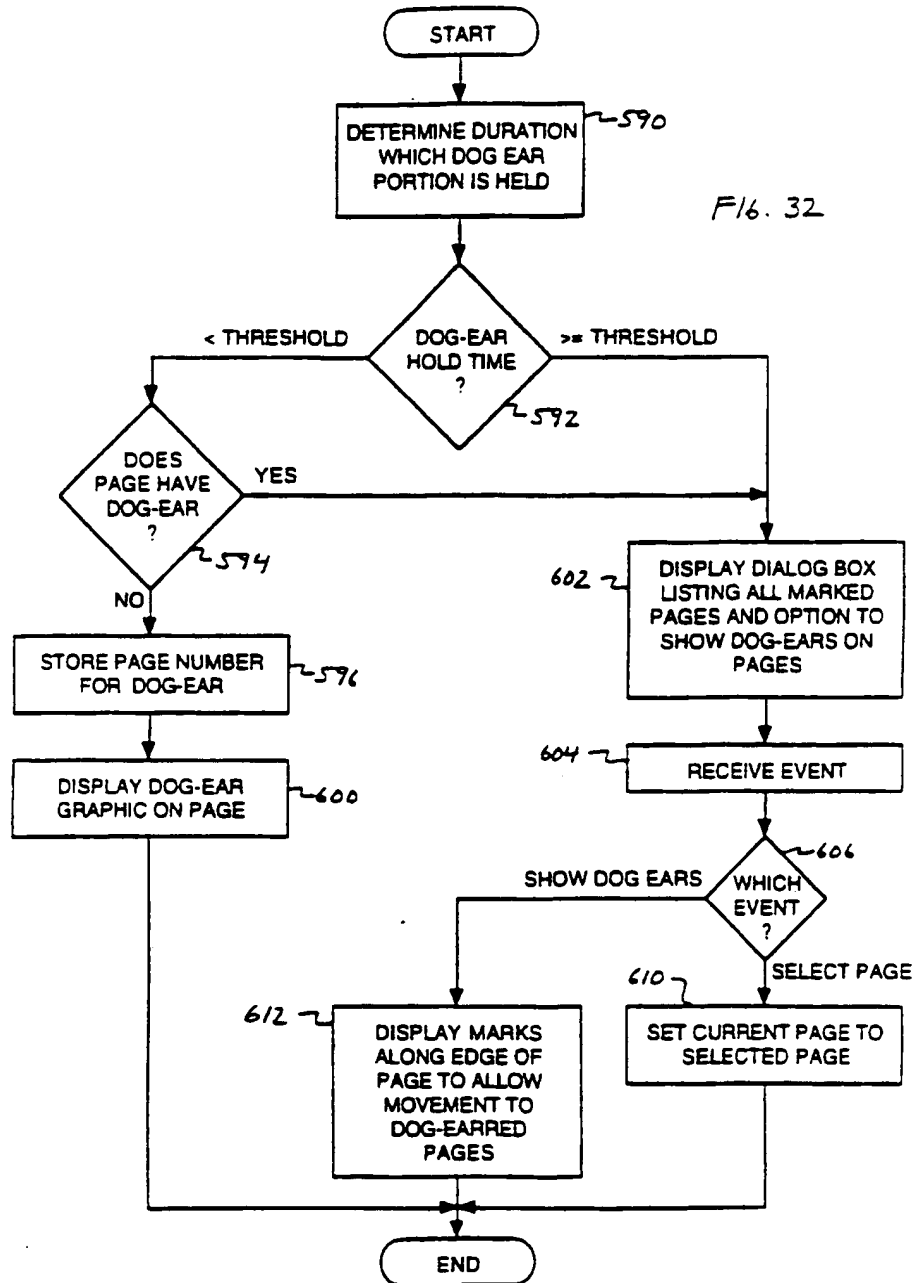 START
590
DETERMINE DURATION
WHICH DOG EAR
PORTION IS HELD
FIG. 32
< THRESHOLD
DOG-EAR
HOLD TIME
?
>= THRESHOLD
592
DOES
PAGE HAVE
DOG-EAR
?
YES
594
NO
602
DISPLAY DIALOG BOX
LISTING ALL MARKED
PAGES AND OPTION TO
SHOW DOG-EARS ON
PAGES
STORE PAGE NUMBER
FOR DOG-EAR
596
604
RECEIVE EVENT
DISPLAY DOG-EAR
GRAPHIC ON PAGE
600
606
SHOW DOG EARS
WHICH
EVENT
?
SELECT PAGE
610
SET CURRENT PAGE TO
SELECTED PAGE
612
DISPLAY MARKS
ALONG EDGE OF
PAGE TO ALLOW
MOVEMENT TO
DOG-EARRED
PAGES
END